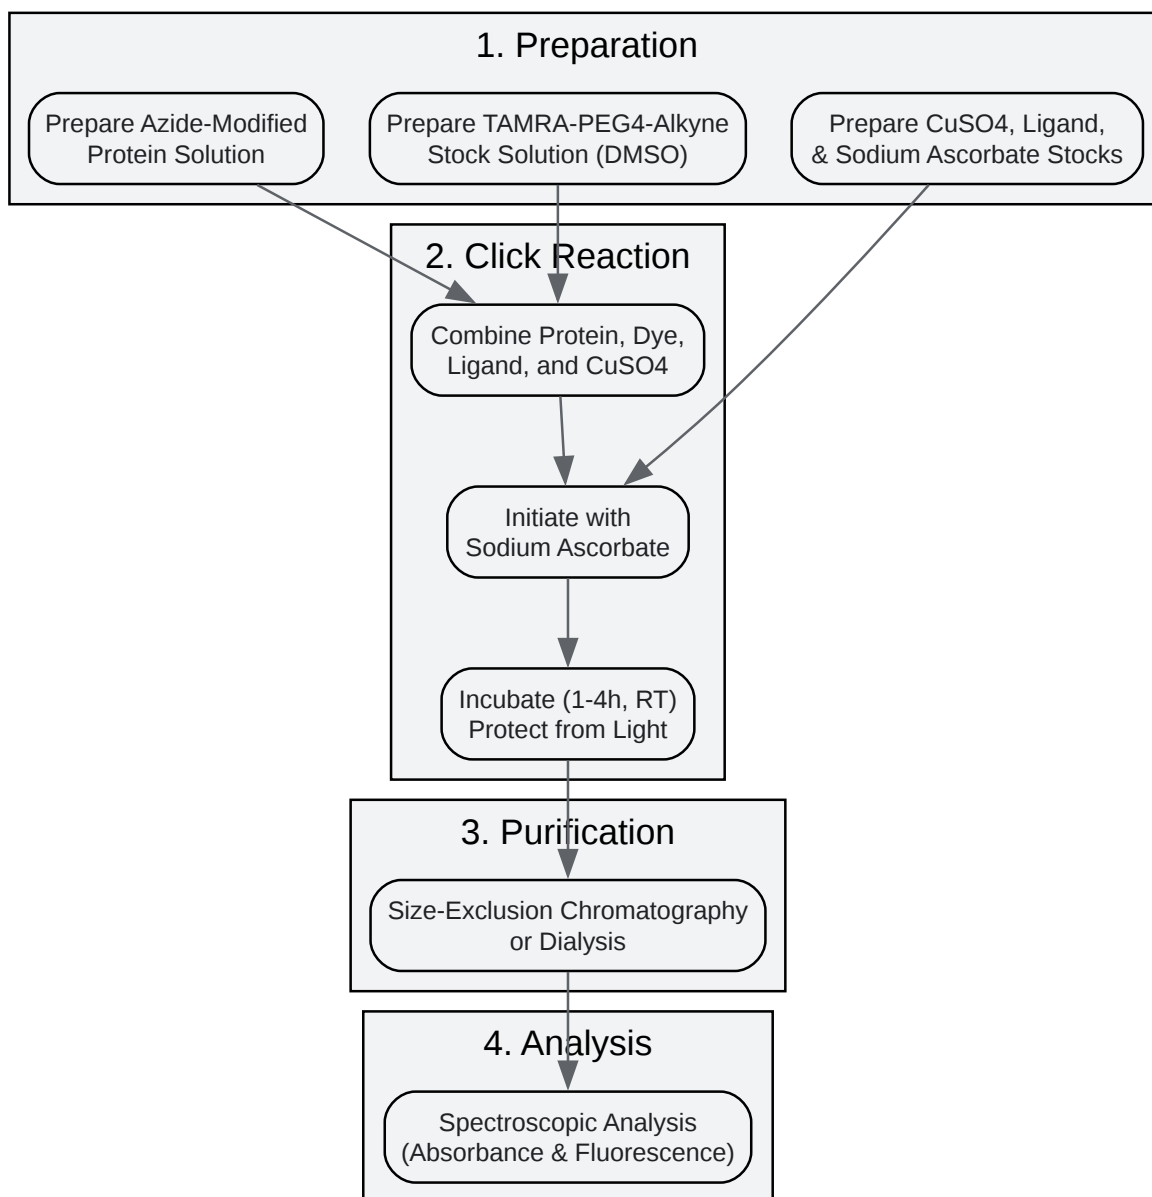 1. Preparation
Prepare Azide-Modified
Protein Solution
Prepare TAMRA-PEG4-Alkyne
Stock Solution (DMSO)
Prepare CuSO4, Ligand,
& Sodium Ascorbate Stocks
2. Click Reaction
Combine Protein, Dye,
Ligand, and CuSO4
Initiate with
Sodium Ascorbate
Incubate (1-4h, RT)
Protect from Light
3. Purification
Size-Exclusion Chromatography
or Dialysis
4. Analysis
Spectroscopic Analysis
(Absorbance & Fluorescence)